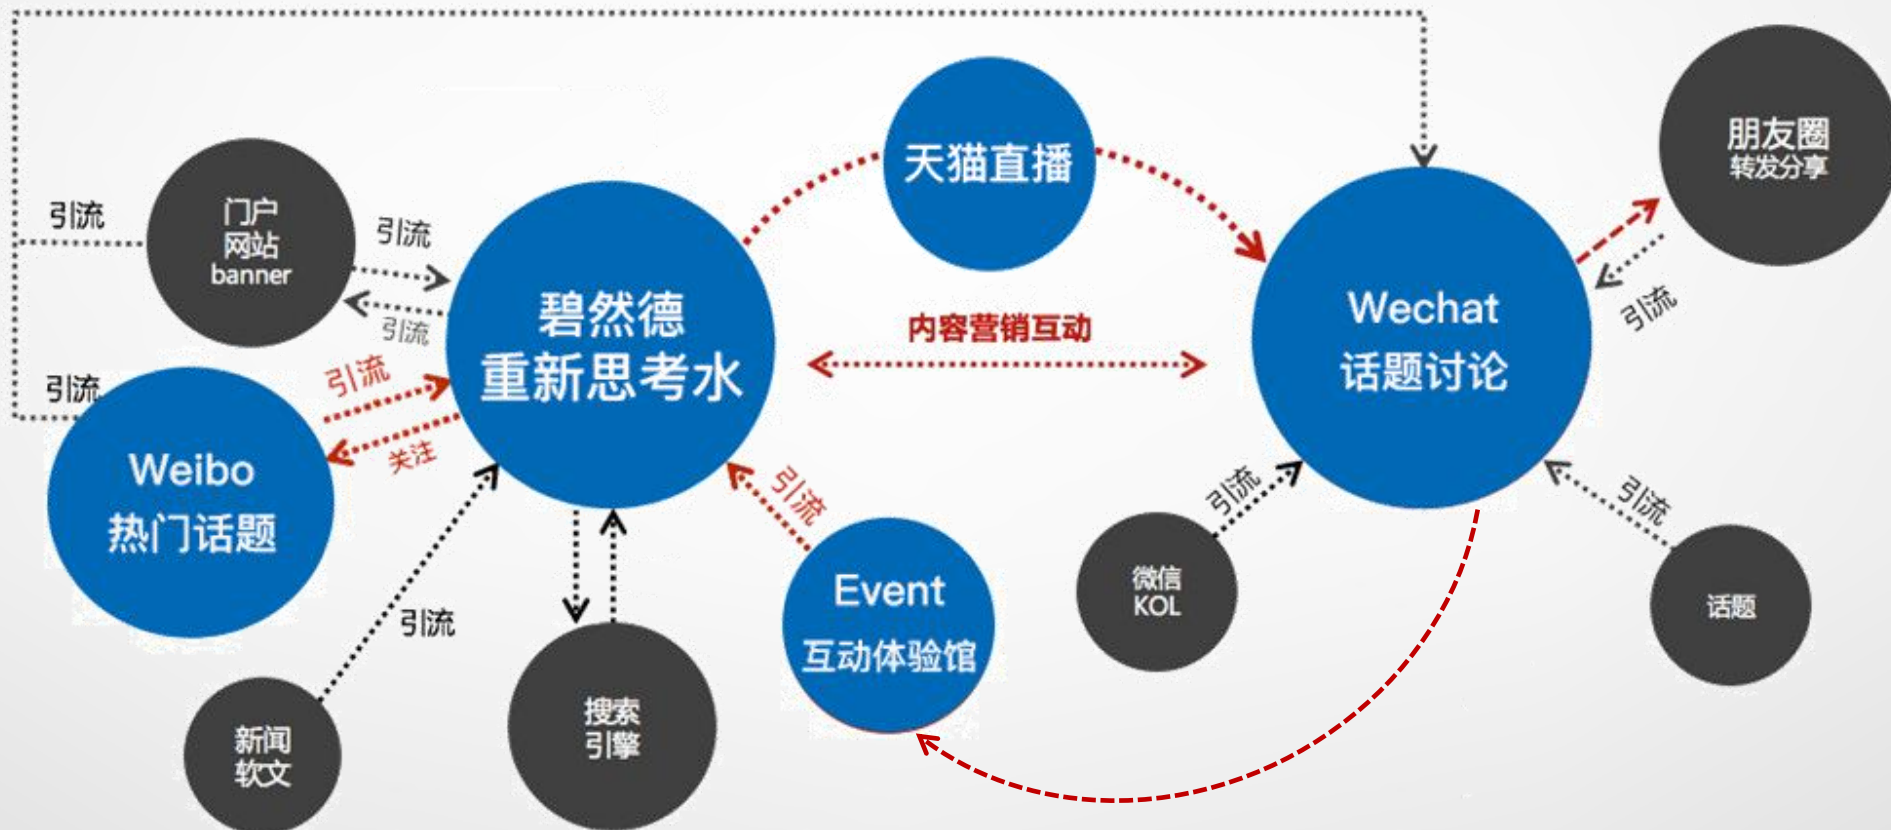 天猫直播
朋友圈
转发分享
引流
门户
网站
banner
引流
引流
碧然德
重新思考水
内容营销互动
Wechat
话题讨论
引流
引流
引流
关注
Weibo
热门话题
引流
引流
引流
Event
互动体验馆
微信
KOL
话题
引流
搜索
引擎
新闻
软文